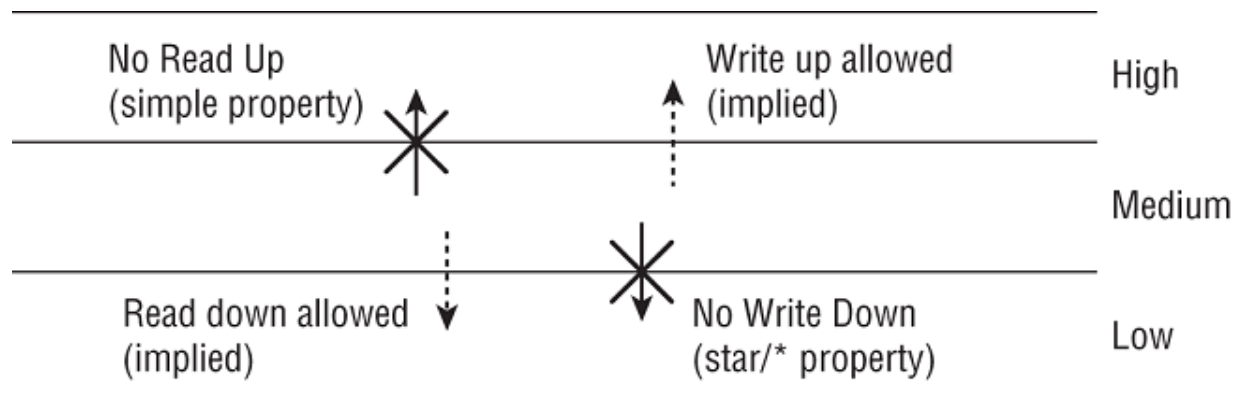 No Read Up
(simple property)
Write up allowed
(implied)
High
Medium
Read down allowed
(implied)
No Write Down
(star/* property)
Low